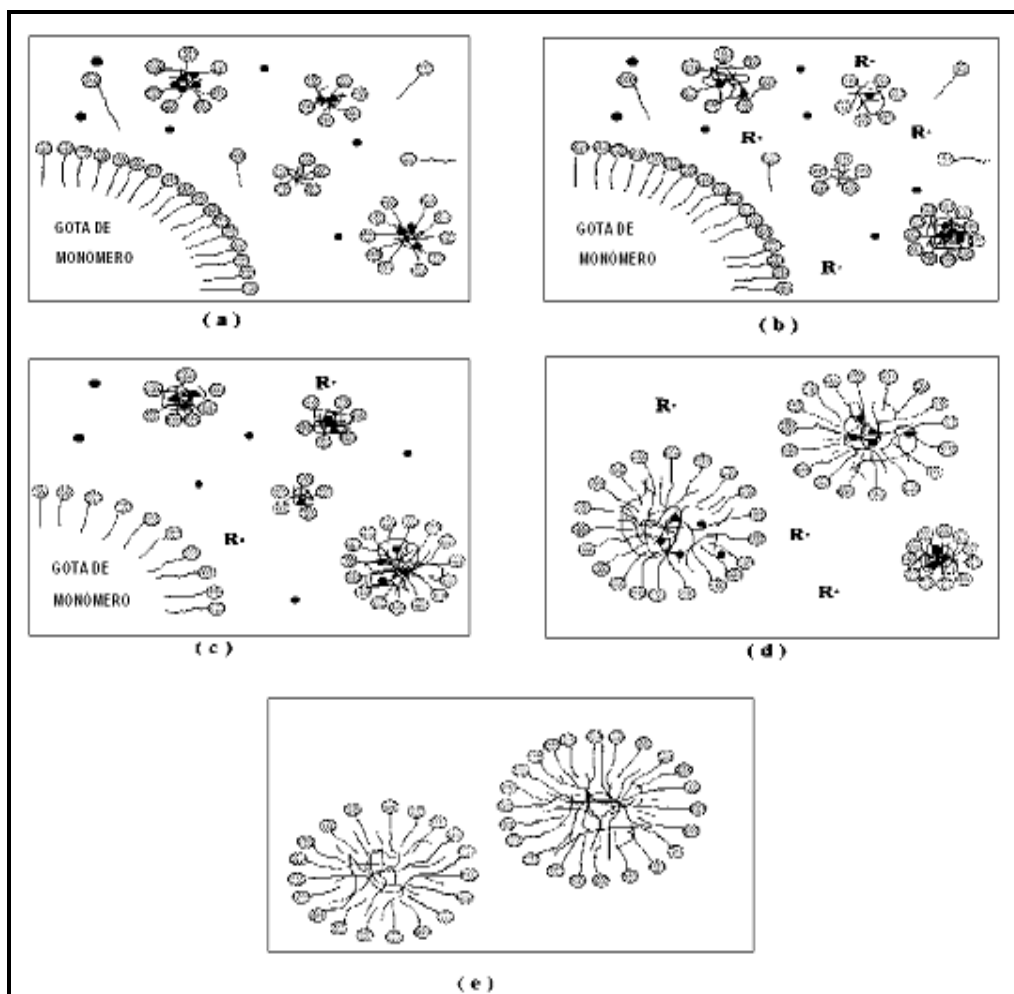 GOTA DE
MONOMERO
( a )
R•
R•
R•
R•
GOTA DE
MONOMERO
( b )
R•
R•
GOTA DE
MONOMERO
( c )
R•
R•
R•
( d )
( e )